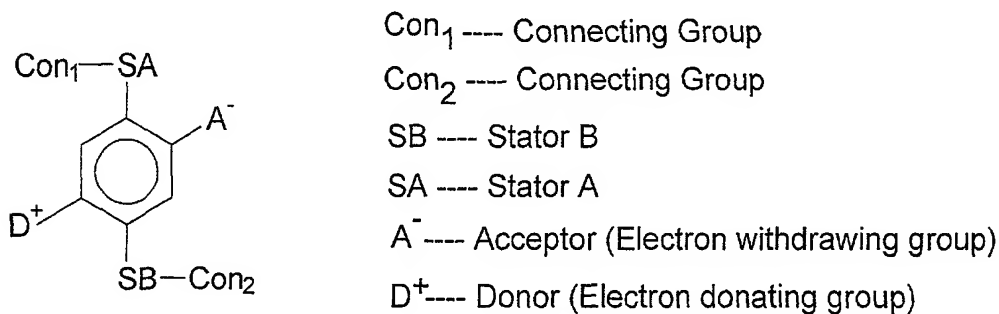 Con₁—SA
A⁻
D⁺
SB—Con₂
Con₁ ---- Connecting Group
Con₂ ---- Connecting Group
SB ---- Stator B
SA ---- Stator A
A⁻ ---- Acceptor (Electron withdrawing group)
D⁺---- Donor (Electron donating group)